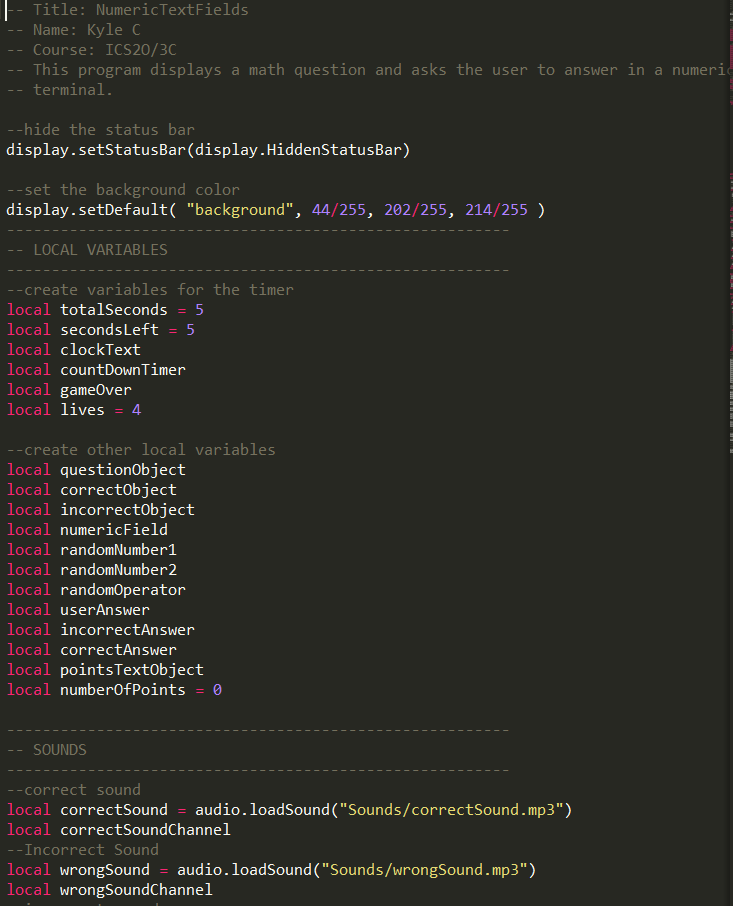 -- Title: NumericTextFields
-- Name: Kyle C
-- Course: ICS2O/3C
-- This program displays a math question and asks the user to answer in a numeric
-- terminal.
--hide the status bar
display.setStatusBar(display.HiddenStatusBar)
--set the background color
display.setDefault( "background", 44/255, 202/255, 214/255 )
--------------------------------------------------------
-- LOCAL VARIABLES
--------------------------------------------------------
--create variables for the timer
local totalSeconds = 5
local secondsLeft = 5
local clockText
local countDownTimer
local gameOver
local lives = 4
--create other local variables
local questionObject
local correctObject
local incorrectObject
local numericField
local randomNumber1
local randomNumber2
local randomOperator
local userAnswer
local incorrectAnswer
local correctAnswer
local pointsTextObject
local numberOfPoints = 0
--------------------------------------------------------
-- SOUNDS
--------------------------------------------------------
--correct sound
local correctSound = audio.loadSound("Sounds/correctSound.mp3")
local correctSoundChannel
--Incorrect Sound
local wrongSound = audio.loadSound("Sounds/wrongSound.mp3")
local wrongSoundChannel